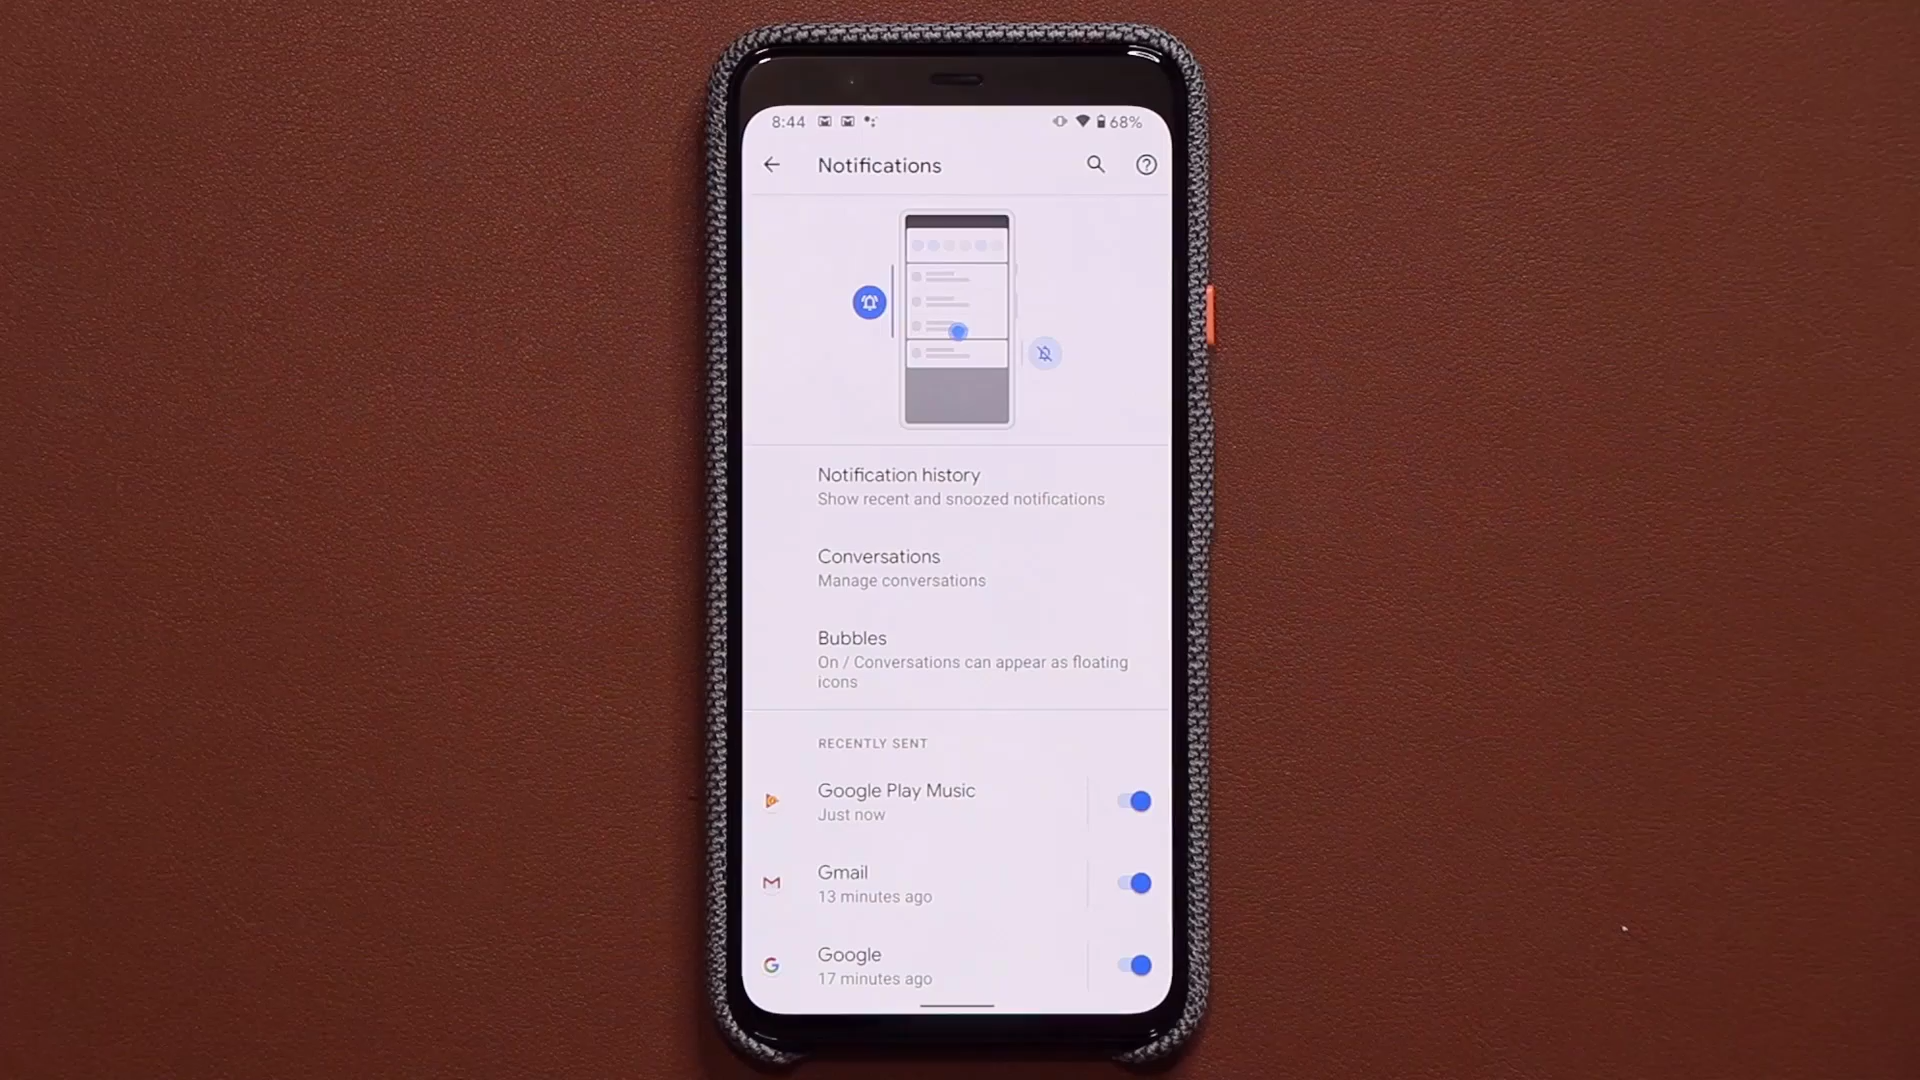 8:44 68%
Notifications
Notification history
Show recent and snoozed notifications
Conversations
Manage conversations
Bubbles
On / Conversations can appear as floating
icons
RECENTLY SENT
Google Play Music
Just now
Gmail
13 minutes ago
Google
17 minutes ago